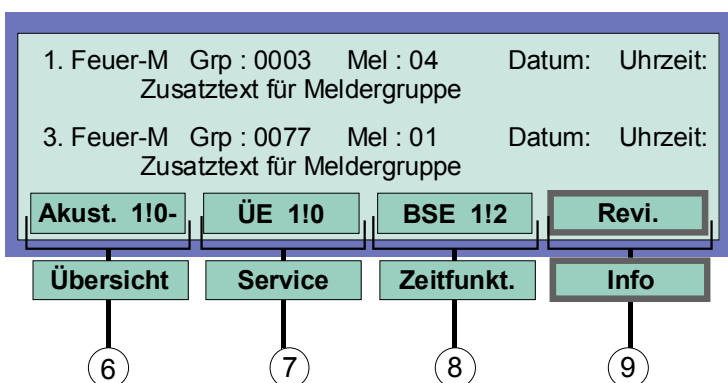 1. Feuer-M Grp : 0003 Mel : 04 Datum: Uhrzeit:
Zusatztext für Meldergruppe
3. Feuer-M Grp : 0077 Mel : 01 Datum: Uhrzeit:
Zusatztext für Meldergruppe
Akust. 1!0- ÜE 1!0 BSE 1!2 Revi.
Übersicht Service Zeitfunkt. Info
6 7 8 9